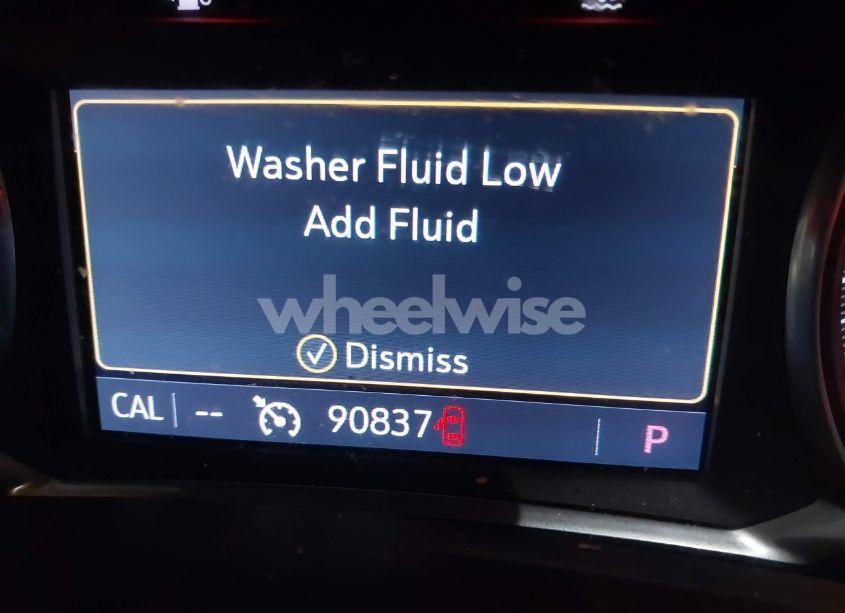 Washer Fluid Low
Add Fluid
wheelwise
Dismiss
CAL -- 90837 P